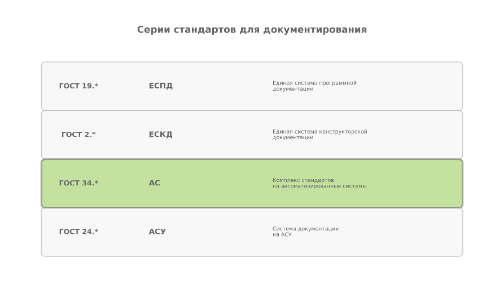 Серии стандартов для документирования
ГОСТ 19.* ЕСПД Единая система программной
документации
ГОСТ 2.* ЕСКД Единая система конструкторской
документации
ГОСТ 34.* АС Комплекс стандартов
на автоматизированные системы
ГОСТ 24.* АСУ Система документации
на АСУ